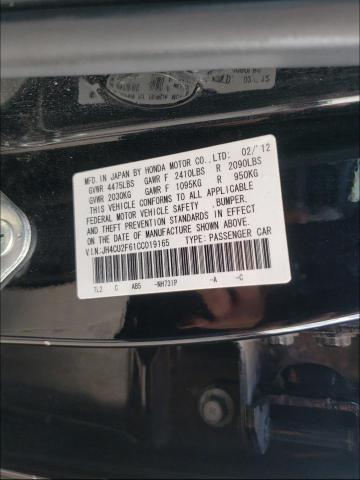 MFD. IN JAPAN BY HONDA MOTOR CO., LTD. 02/'12
GVWR 4475LBS GAWR F 2410LBS R 2090LBS
GVWR 2030KG GAWR F 1095KG R 950KG
THIS VEHICLE CONFORMS TO ALL APPLICABLE
FEDERAL MOTOR VEHICLE SAFETY , BUMPER,
AND THEFT PREVENTION STANDARDS IN EFFECT
ON THE DATE OF MANUFACTURE SHOWN ABOVE.
V.I.N:JH4CU2F61CC019165 TYPE: PASSENGER CAR
TL2 C AB5 -NH731P -A -C